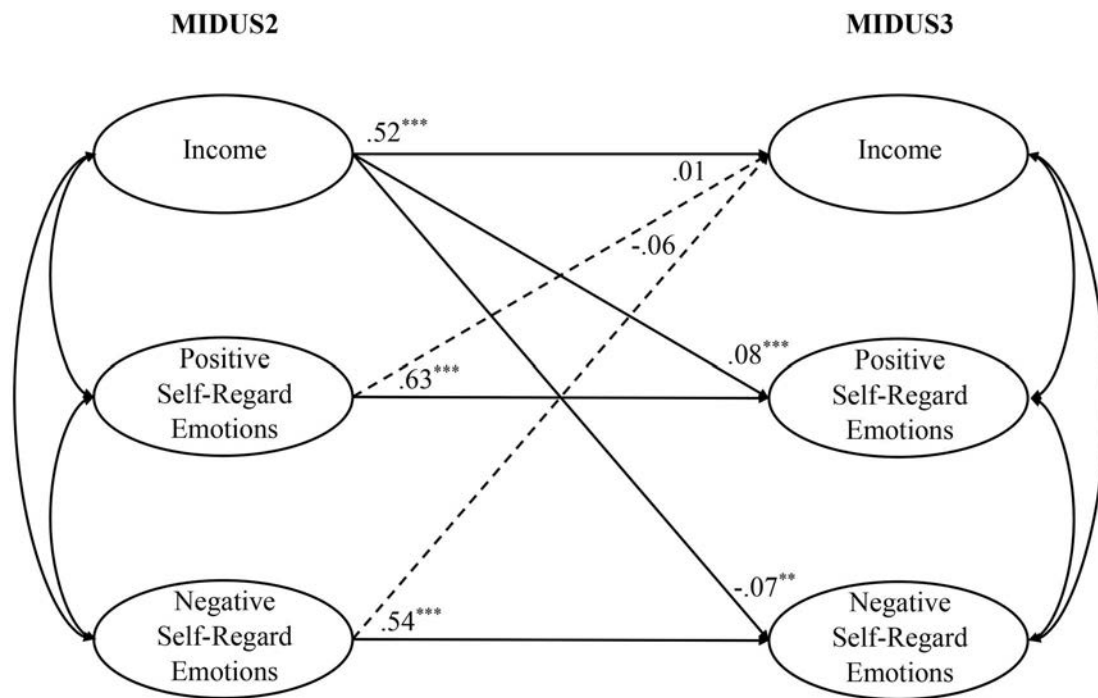 MIDUS2 MIDUS3
Income
.52***
Income
.01
-.06
Positive
Self-Regard
Emotions
.63***
.08***
Positive
Self-Regard
Emotions
Negative
Self-Regard
Emotions
.54***
-.07**
Negative
Self-Regard
Emotions